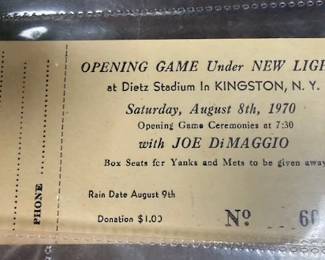 OPENING GAME Under NEW LIGH
at Dietz Stadium In KINGSTON, N. Y.
Saturday, August 8th, 1970
Opening Game Ceremonies at 7:30
with JOE DiMAGGIO
Box Seats for Yanks and Mets to be given away
Rain Date August 9th
Donation $1.00
No 60
PHONE